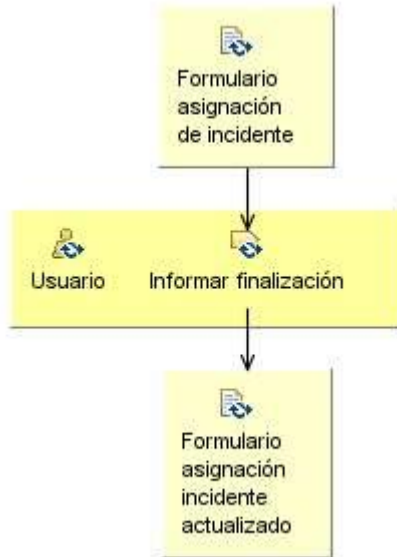 Formulario
asignación
de incidente
Usuario
Informar finalización
Formulario
asignación
incidente
actualizado